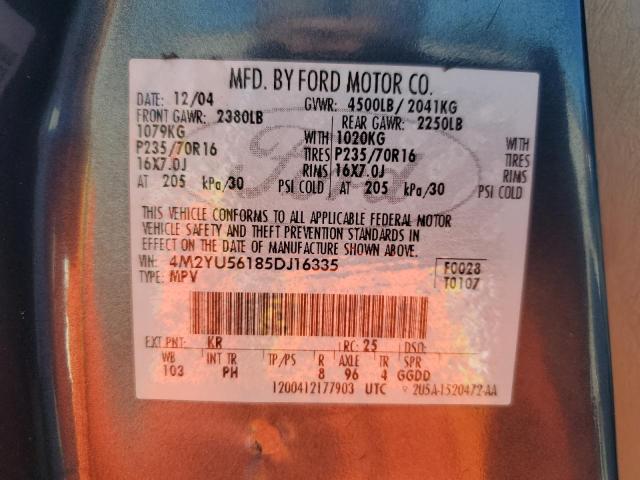 MFD. BY FORD MOTOR CO.
DATE: 12/04 GVWR: 4500LB/ 2041KG
FRONT GAWR: 2380LB REAR GAWR: 2250LB
1079KG WITH 1020KG WITH
P235/70R16 TIRES P235/70R16 TIRES
16X7.0J RIMS 16X7.0J RIMS
AT 205 kPa/30 PSI COLD AT 205 kPa/30 PSI COLD
Ford
THIS VEHICLE CONFORMS TO ALL APPLICABLE FEDERAL MOTOR
VEHICLE SAFETY AND THEFT PREVENTION STANDARDS IN
EFFECT ON THE DATE OF MANUFACTURE SHOWN ABOVE.
VIN: 4M2YU56185DJ16335 F0028
TYPE: MPV T0107
EXT PNT: KR RC: 25 DSO:
WB INT TR TP/PS R AXLE TR SPR
103 PH 8 96 4 GGDD
1200412177903 UTC 2U5A-1520472-AA